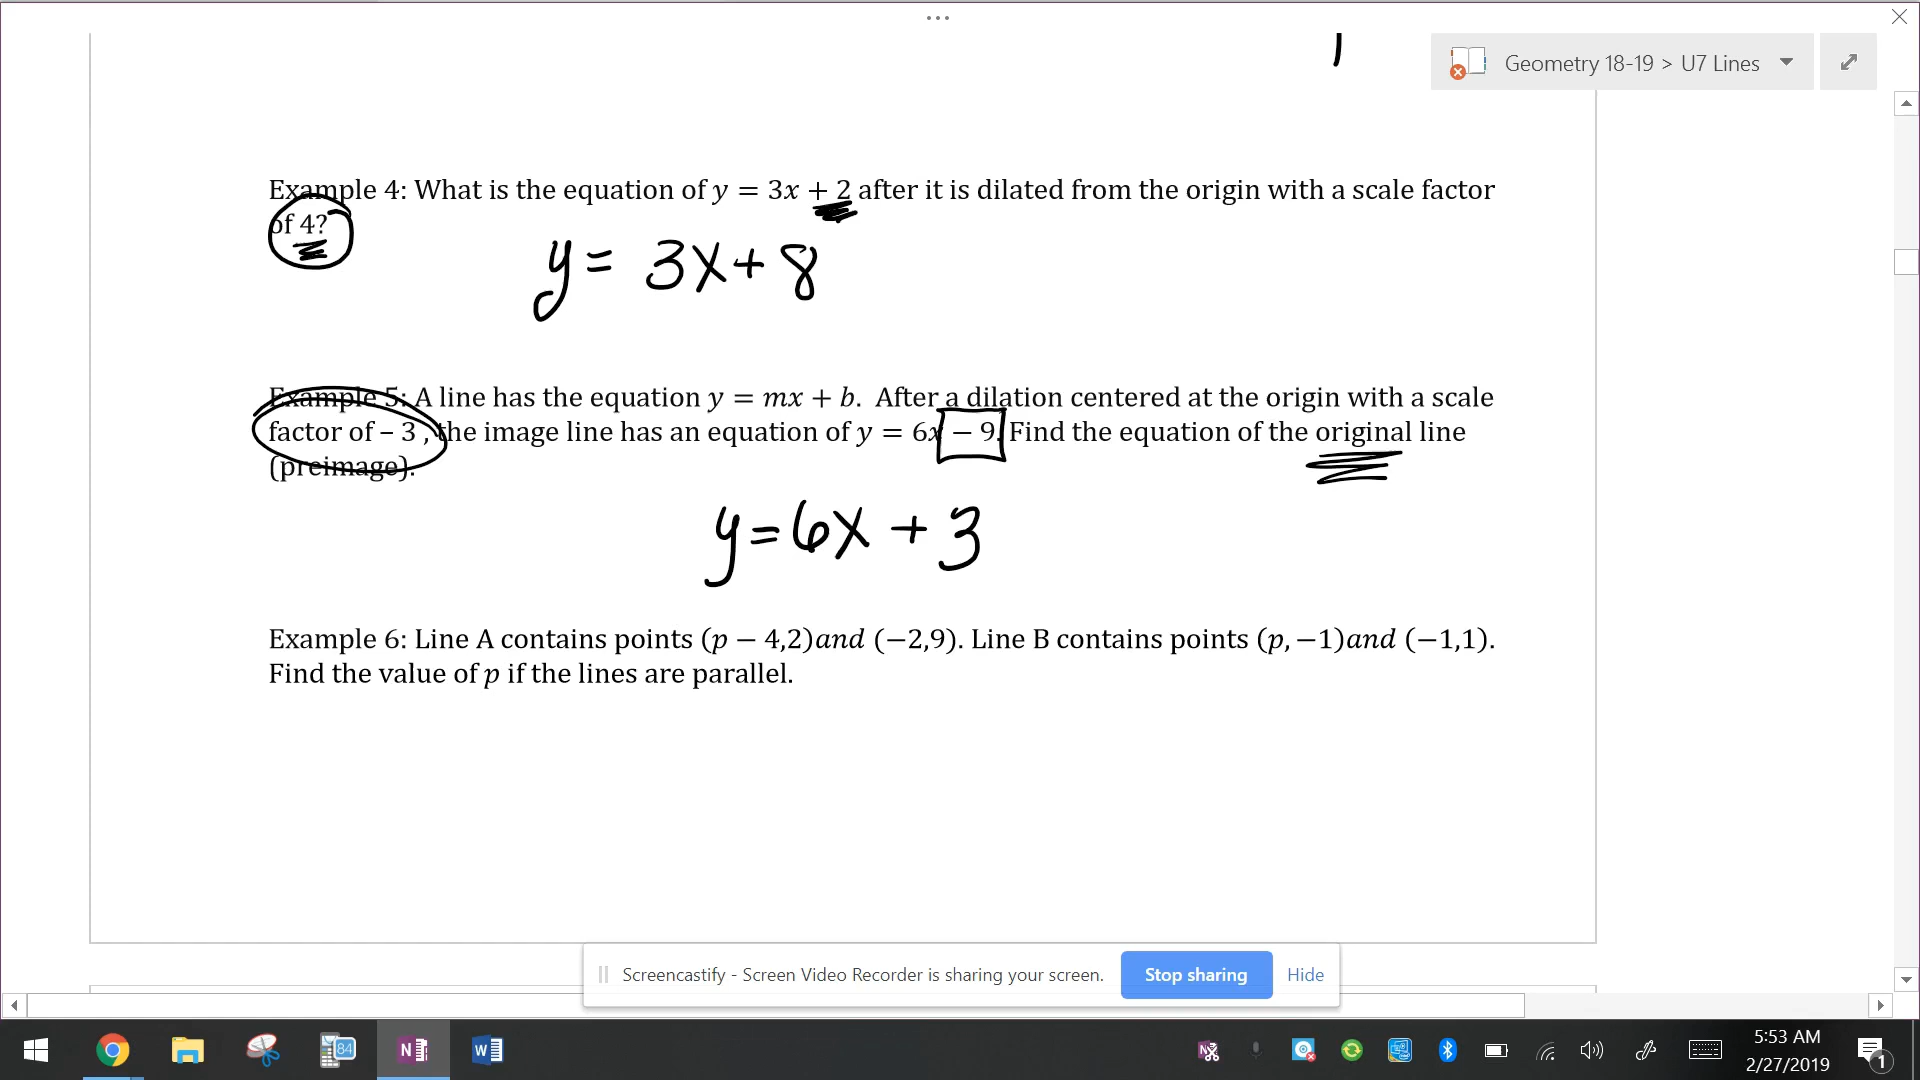 Geometry 18-19 > U7 Lines
Example 4: What is the equation of y = 3x + 2 after it is dilated from the origin with a scale factor
of 4?
y = 3x + 8
Example 5: A line has the equation y = mx + b. After a dilation centered at the origin with a scale
factor of – 3 , the image line has an equation of y = 6x − 9. Find the equation of the original line
(preimage).
y = 6x + 3
Example 6: Line A contains points (p − 4,2)and (−2,9). Line B contains points (p, −1)and (−1,1).
Find the value of p if the lines are parallel.
Screencastify - Screen Video Recorder is sharing your screen. Stop sharing Hide
84
5:53 AM
2/27/2019
1